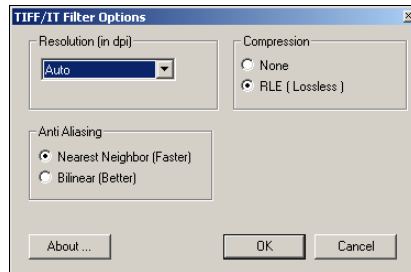 TIFF/IT Filter Options
Resolution (in dpi)
Auto
Compression
None
RLE ( Lossless )
Anti Aliasing
Nearest Neighbor (Faster)
Bilinear (Better)
About ...
OK
Cancel